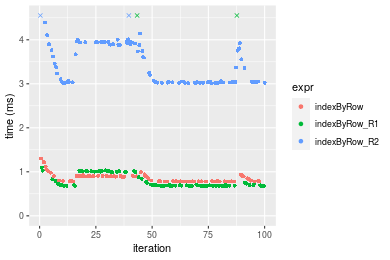 4
3
2
1
0
time (ms)
0
25
50
75
100
iteration
expr
indexByRow
indexByRow_R1
indexByRow_R2